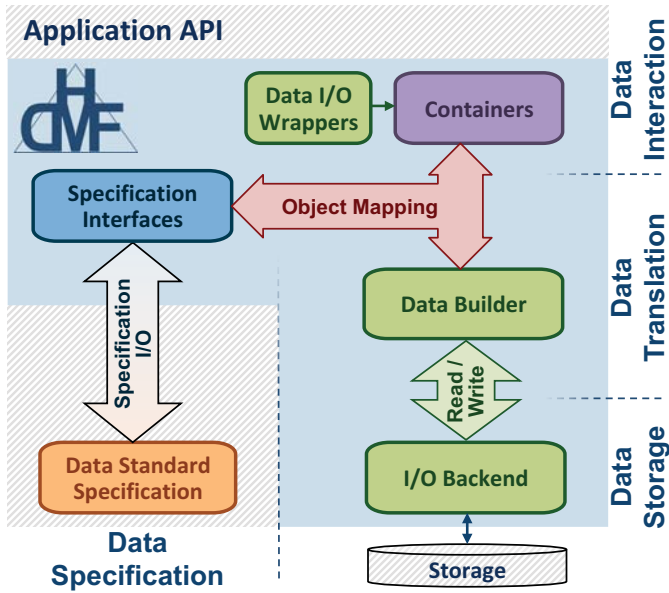 Application API
HDMF
Data I/O
Wrappers
Containers
Data
Interaction
Specification
Interfaces
Object Mapping
Data
Translation
Data Builder
Specification
I/O
Read /
Write
Data Standard
Specification
I/O Backend
Data
Storage
Data
Specification
Storage